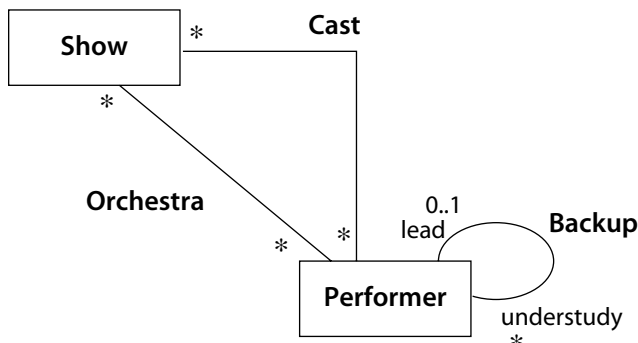 Cast
*
Show
*
Orchestra
0..1
Backup
lead
*
*
Performer
understudy
*